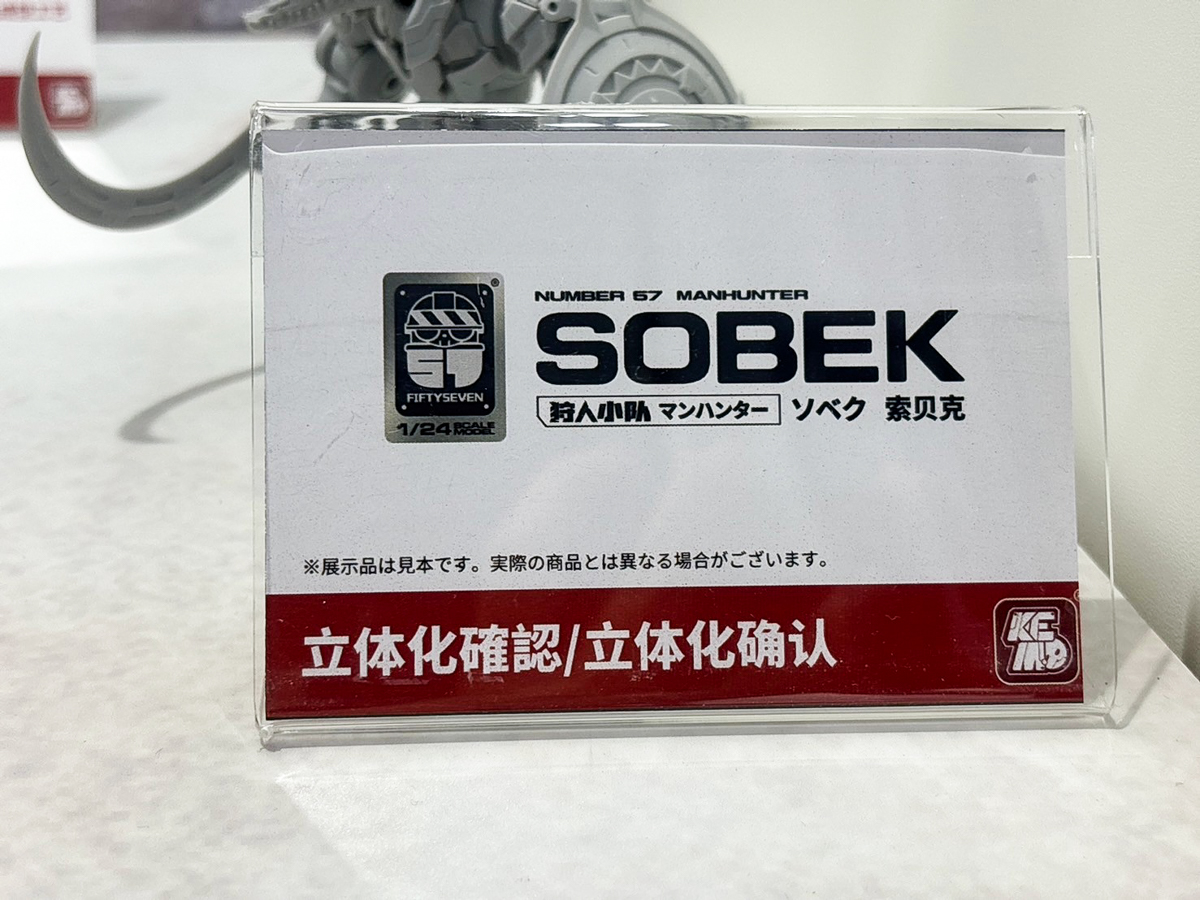 NUMBER 57 MANHUNTER
SOBEK
狩人小队 マンハンター ソベク 索贝克
57
FIFTYSEVEN
1/24 SCALE MODEL
※展示品は見本です。実際の商品とは異なる場合がございます。
立体化確認/立体化确认